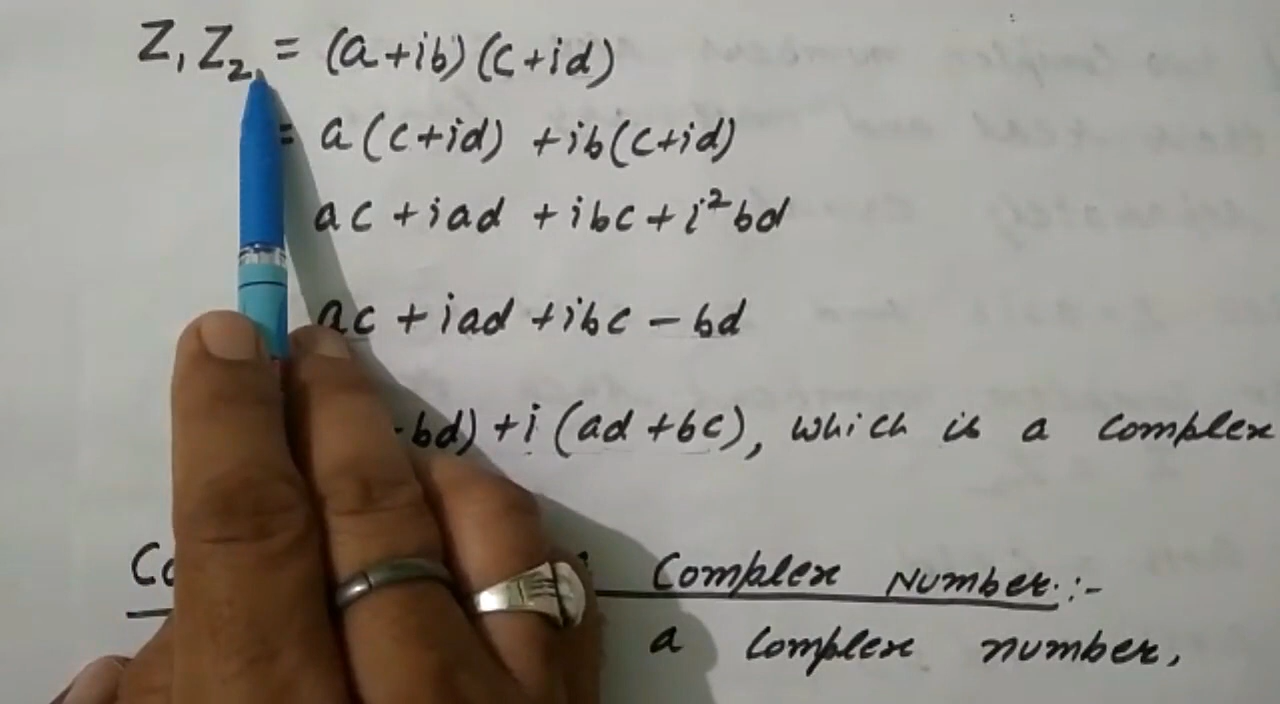 Z₁Z₂ = (a+ib)(c+id)
= a(c+id) +ib(c+id)
ac + iad + ibc + i²bd
ac + iad + ibc − bd
-bd) + i(ad + bc), which is a complex
Complex Number:-
a complex number,